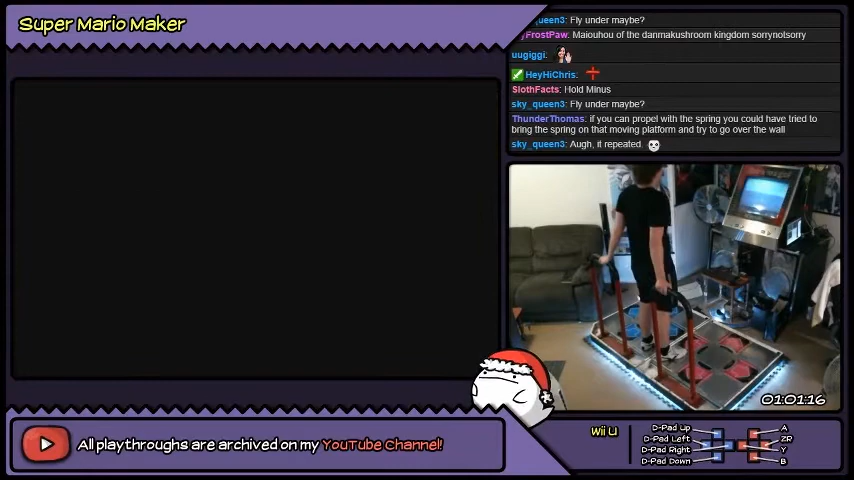 Super Mario Maker
_queen3: Fly under maybe?
FrostPaw: Maiouhou of the danmakushroom kingdom sorrynotsorry
uugiggi:
HeyHiChris:
SlothFacts: Hold Minus
sky_queen3: Fly under maybe?
ThunderThomas: if you can propel with the spring you could have tried to
bring the spring on that moving platform and try to go over the wall
sky_queen3: Augh, it repeated.
01:01:16
All playthroughs are archived on my YouTube Channel!
Wii U
D-Pad Up
D-Pad Left
D-Pad Right
D-Pad Down
A
ZR
Y
B